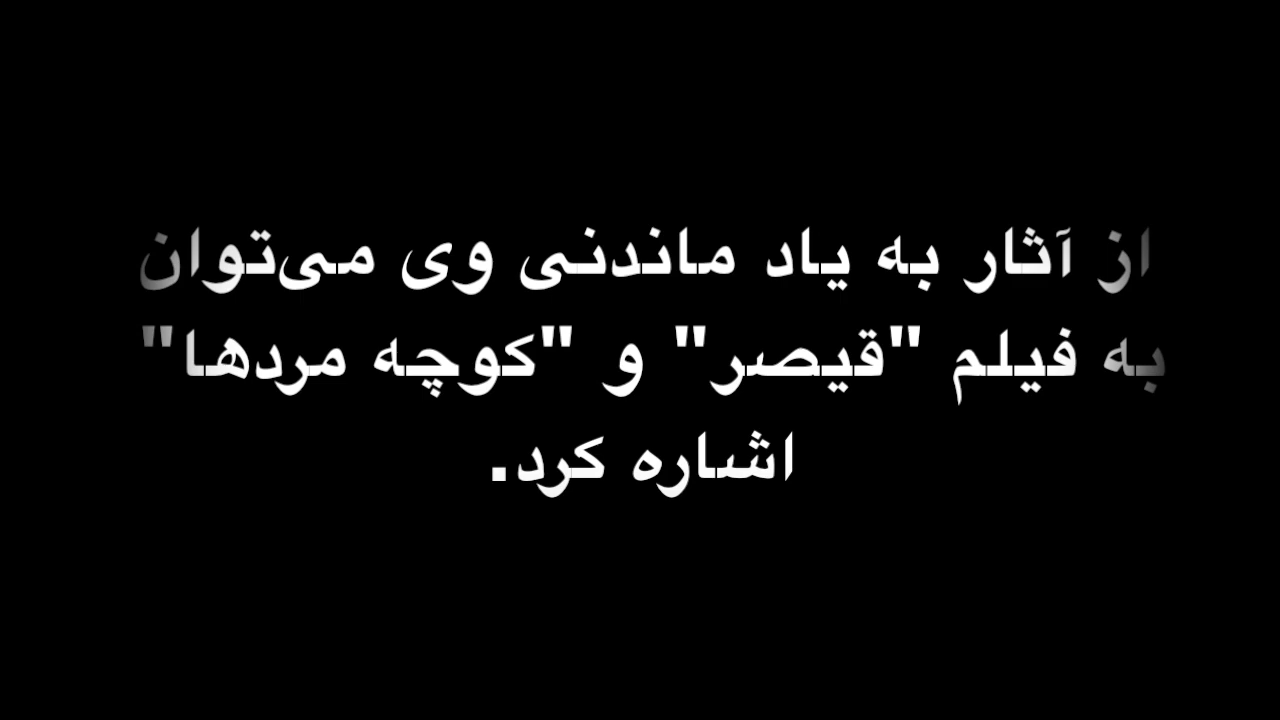 از آثار به یاد ماندنی وی می‌توان
به فیلم "قیصر" و "کوچه مردها"
اشاره کرد.